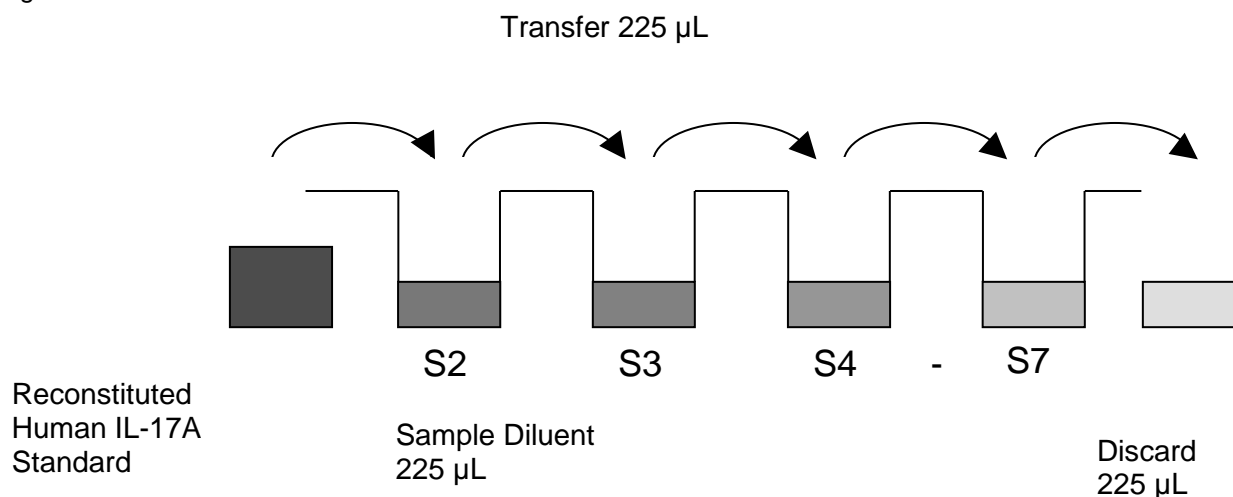 Transfer 225 µL
S2 S3 S4 - S7
Reconstituted
Human IL-17A
Standard
Sample Diluent
225 µL
Discard
225 µL